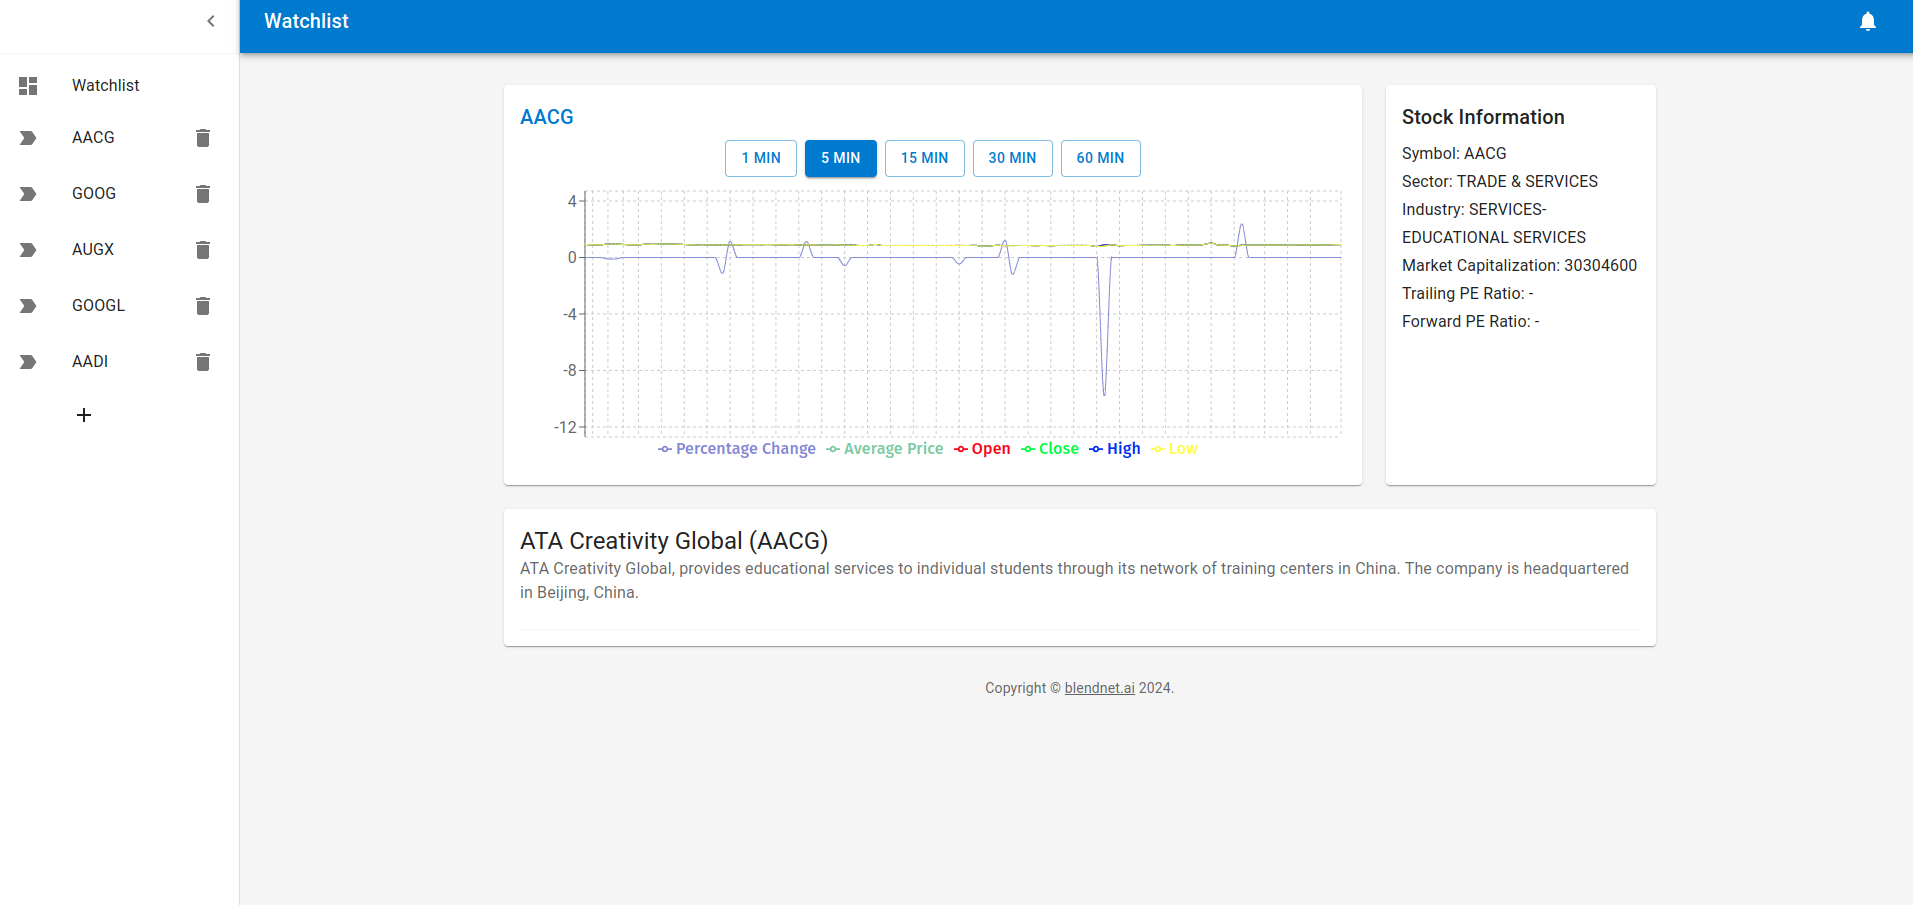 Watchlist
Watchlist
AACG
GOOG
AUGX
GOOGL
AADI
AACG
1 MIN 5 MIN 15 MIN 30 MIN 60 MIN
4
0
-4
-8
-12
Percentage Change Average Price Open Close High Low
Stock Information
Symbol: AACG
Sector: TRADE & SERVICES
Industry: SERVICES-
EDUCATIONAL SERVICES
Market Capitalization: 30304600
Trailing PE Ratio: -
Forward PE Ratio: -
ATA Creativity Global (AACG)
ATA Creativity Global, provides educational services to individual students through its network of training centers in China. The company is headquartered
in Beijing, China.
Copyright © blendnet.ai 2024.